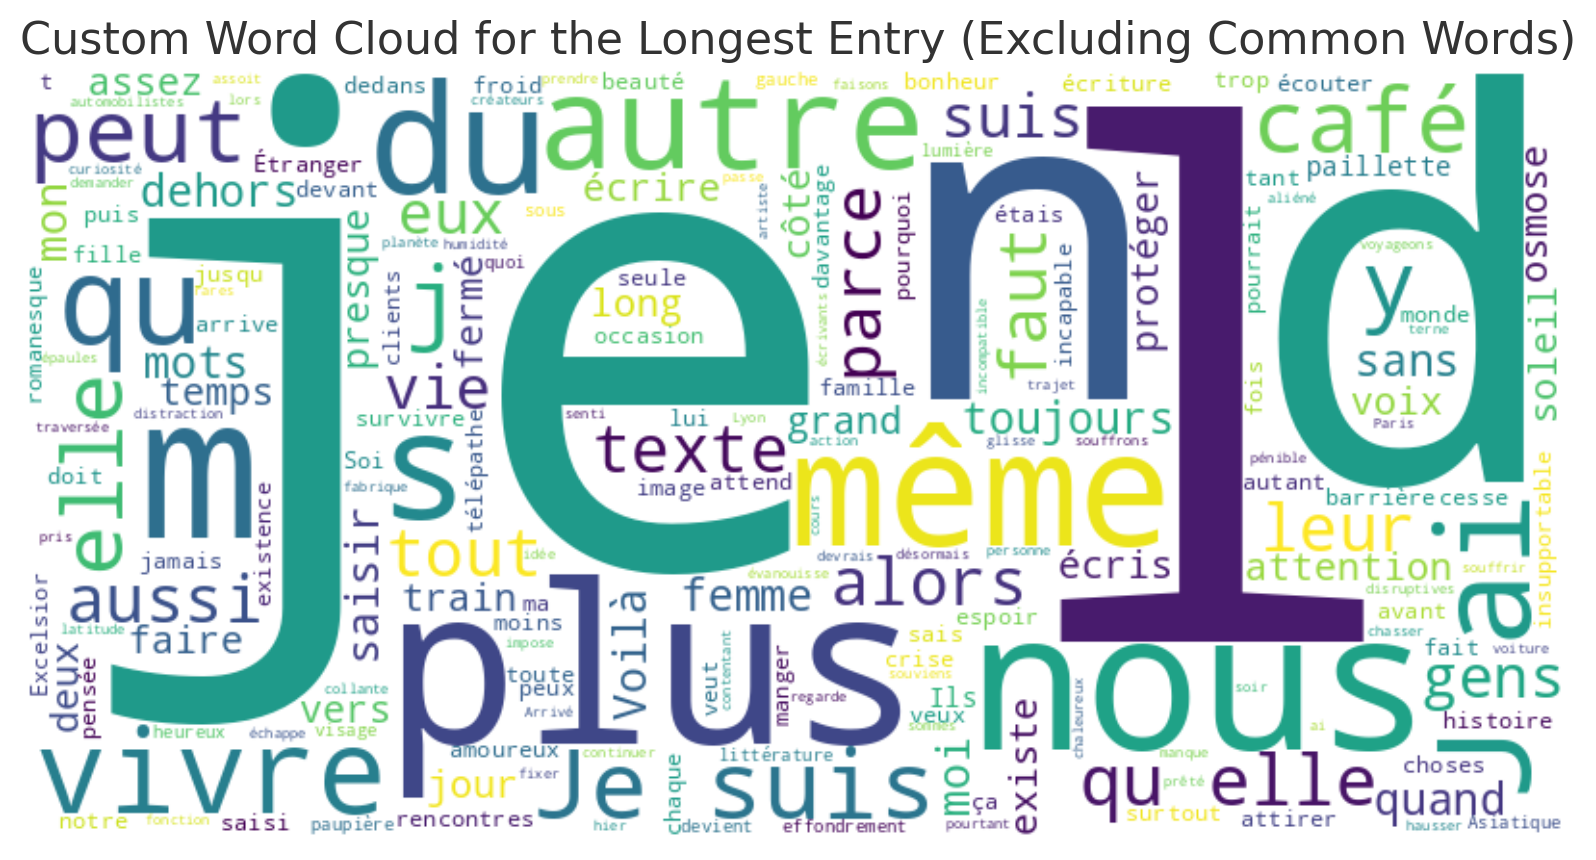 Custom Word Cloud for the Longest Entry (Excluding Common Words)
t assez assoit dedans froid prendre beauté gauche faisons bonheur écriture trop écouter
automobilistes lors créateurs
peut du autre suis café
curiosité Étranger lumière paillette
demander dehors devant écrire passe tant aliéné
mon puis eux sous artiste côté davantage parce pourquoi étais protéger osmose
fille presque planète humidité voyageons
qu jusqu rares j fermé quoi seule long faut incapable pourrait y monde terne
romanesque arrive clients occasion écrivants incompatible soleil
épaules mots temps vie famille trajet sans
je n l d
elle distraction survivre senti lui Lyon grand toujours fois voix Paris
traversée m s télépathe texte action glisse souffrons
doit Soi même pénible
fabrique image attend cours autant barrière cesse
pris existence saisir tout idée devrais désormais personne leur ai insupportable
jamais évanouisse alors écris attention souffrir
aussi train ma femme disruptives
Excelsior latitude faire moins Voilà espoir avant
deux impose plus sais nous chasser fait voiture
pensée toute veut contentant manger crise souviens gens
collante peux regarde Ils soir
vers Arrivé veux existe chaleureux histoire
heureux échappe visage sommes ai
vivre amoureux continuer littérature moi manque j
jour fixer Je chaque suis qu elle choses
prêté quand
notre fonction saisi paupière rencontres hier devient effondrement ça pourtant surtout attirer hausser Asiatique